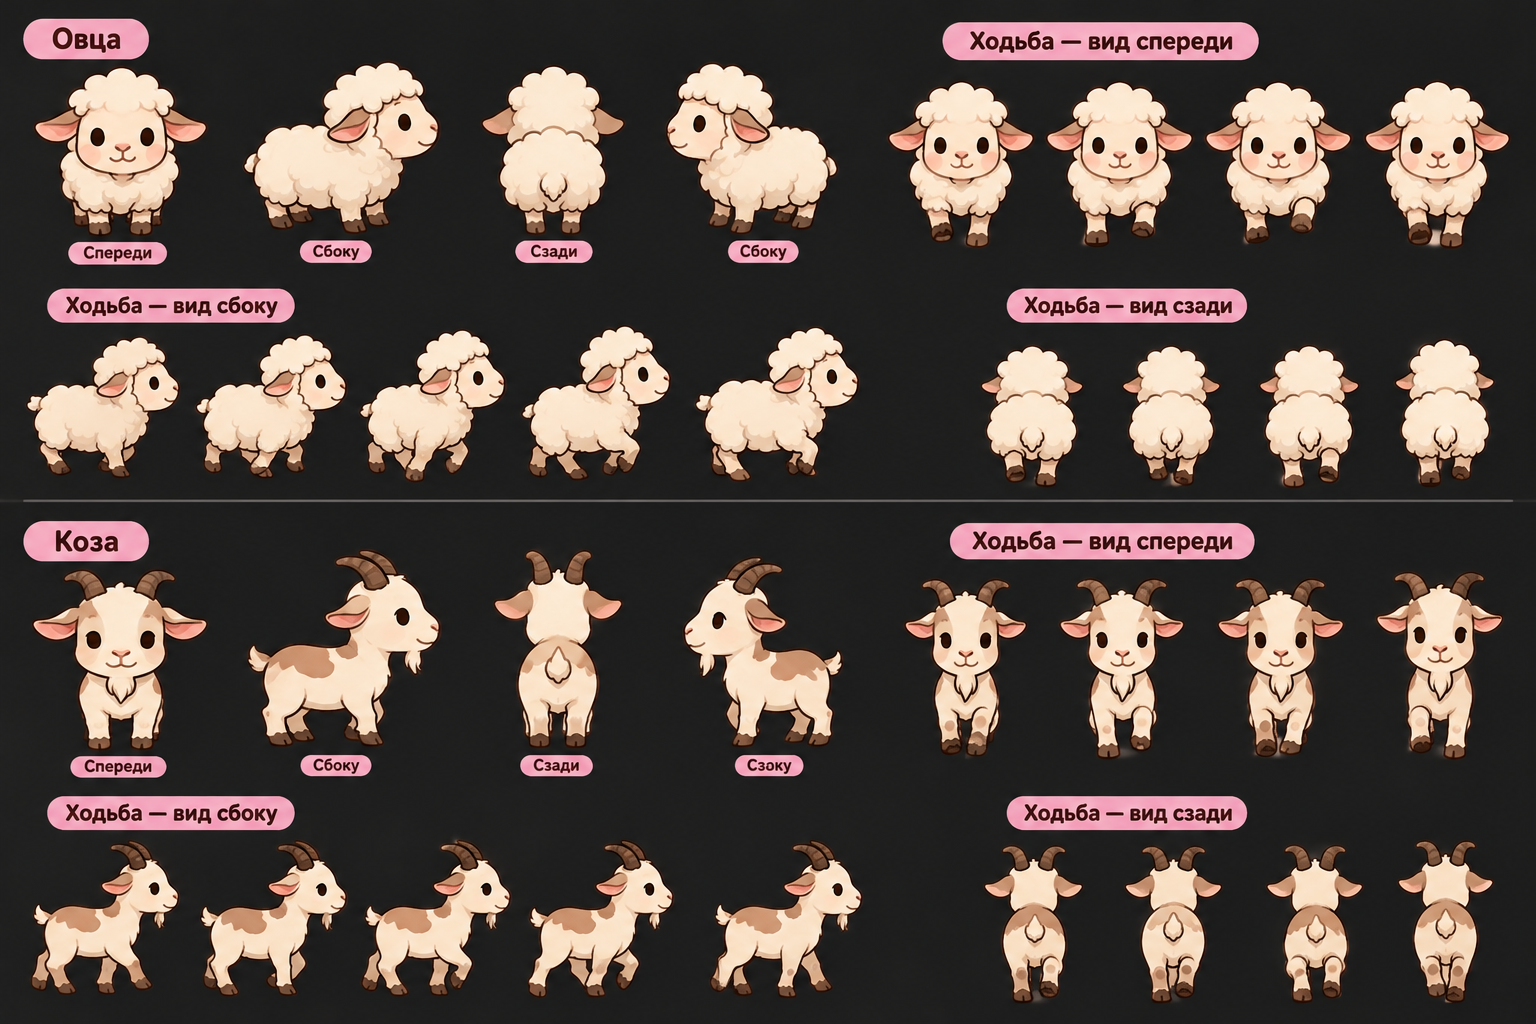 Овца
Ходьба — вид спереди
Спереди
Сбоку
Сзади
Сбоку
Ходьба — вид сбоку
Ходьба — вид сзади
Коза
Ходьба — вид спереди
Спереди
Сбоку
Сзади
Сзоку
Ходьба — вид сбоку
Ходьба — вид сзади